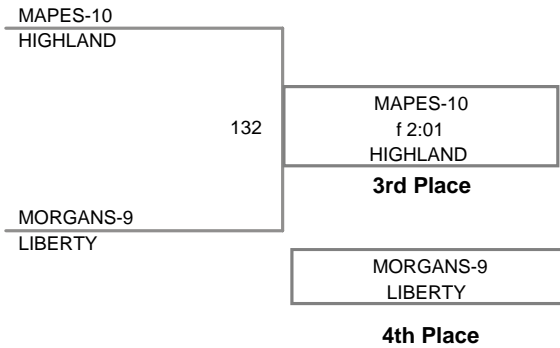 MAPES-10
HIGHLAND
132
MAPES-10
f 2:01
HIGHLAND
3rd Place
MORGANS-9
LIBERTY
MORGANS-9
LIBERTY
4th Place